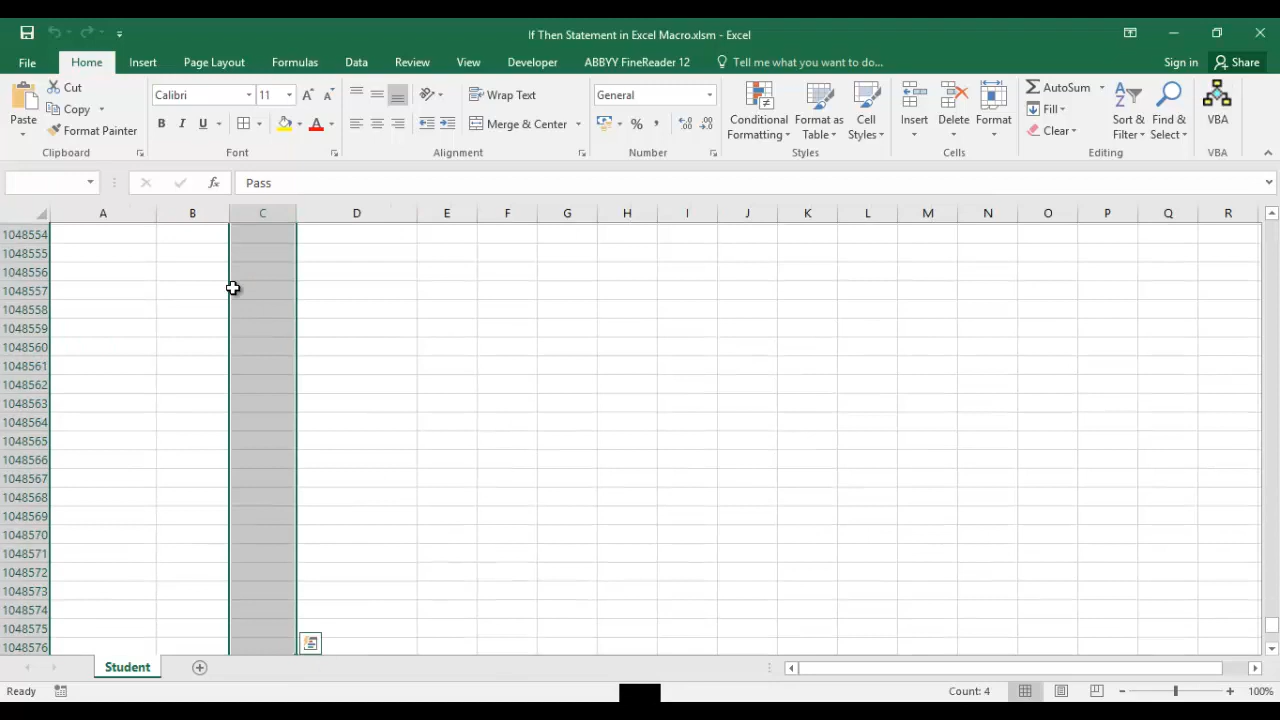 If Then Statement in Excel Macro.xlsm - Excel
File Home Insert Page Layout Formulas Data Review View Developer ABBYY FineReader 12 Tell me what you want to do... Sign in Share
Paste Cut Copy Format Painter
Calibri 11 B I U
Wrap Text
Merge & Center
General
Conditional Formatting Format as Table Cell Styles
Insert Delete Format
AutoSum Fill Clear
Sort & Filter Find & Select
VBA
Clipboard Font Alignment Number Styles Cells Editing VBA
fx Pass
A B C D E F G H I J K L M N O P Q R
1048554
1048555
1048556
1048557
1048558
1048559
1048560
1048561
1048562
1048563
1048564
1048565
1048566
1048567
1048568
1048569
1048570
1048571
1048572
1048573
1048574
1048575
1048576
Student
Ready Count: 4 100%